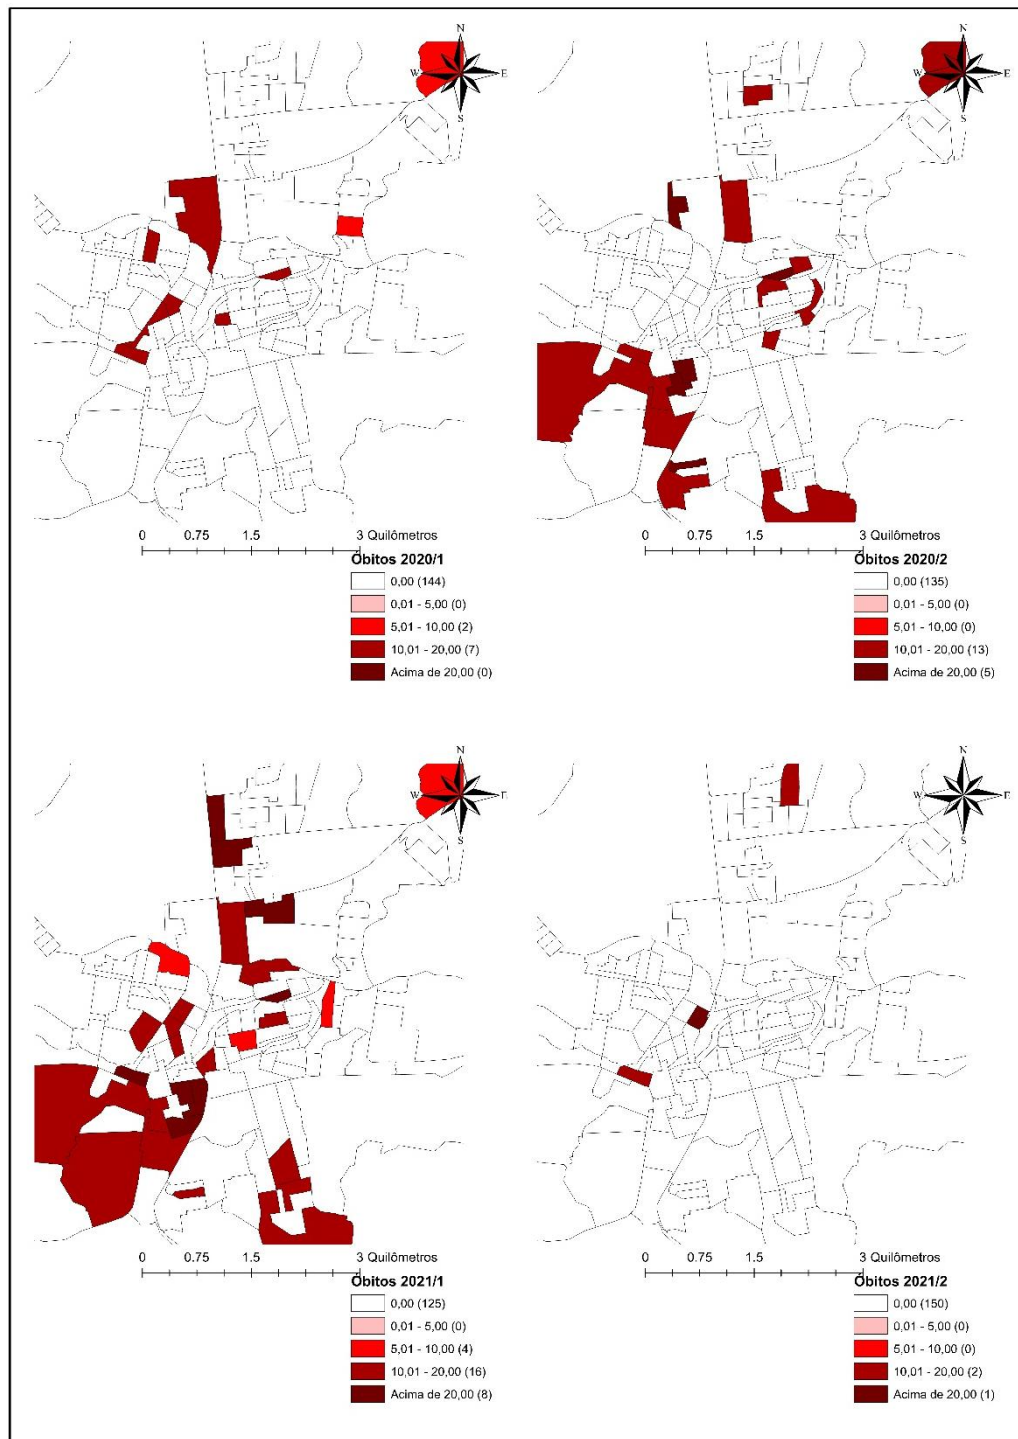 N
W E
S
0 0.75 1.5 3 Quilômetros
Óbitos 2020/1
0,00 (144)
0,01 - 5,00 (0)
5,01 - 10,00 (2)
10,01 - 20,00 (7)
Acima de 20,00 (0)
N
W E
S
0 0.75 1.5 3 Quilômetros
Óbitos 2020/2
0,00 (135)
0,01 - 5,00 (0)
5,01 - 10,00 (0)
10,01 - 20,00 (13)
Acima de 20,00 (5)
N
W E
S
0 0.75 1.5 3 Quilômetros
Óbitos 2021/1
0,00 (125)
0,01 - 5,00 (0)
5,01 - 10,00 (4)
10,01 - 20,00 (16)
Acima de 20,00 (8)
N
W E
S
0 0.75 1.5 3 Quilômetros
Óbitos 2021/2
0,00 (150)
0,01 - 5,00 (0)
5,01 - 10,00 (0)
10,01 - 20,00 (2)
Acima de 20,00 (1)